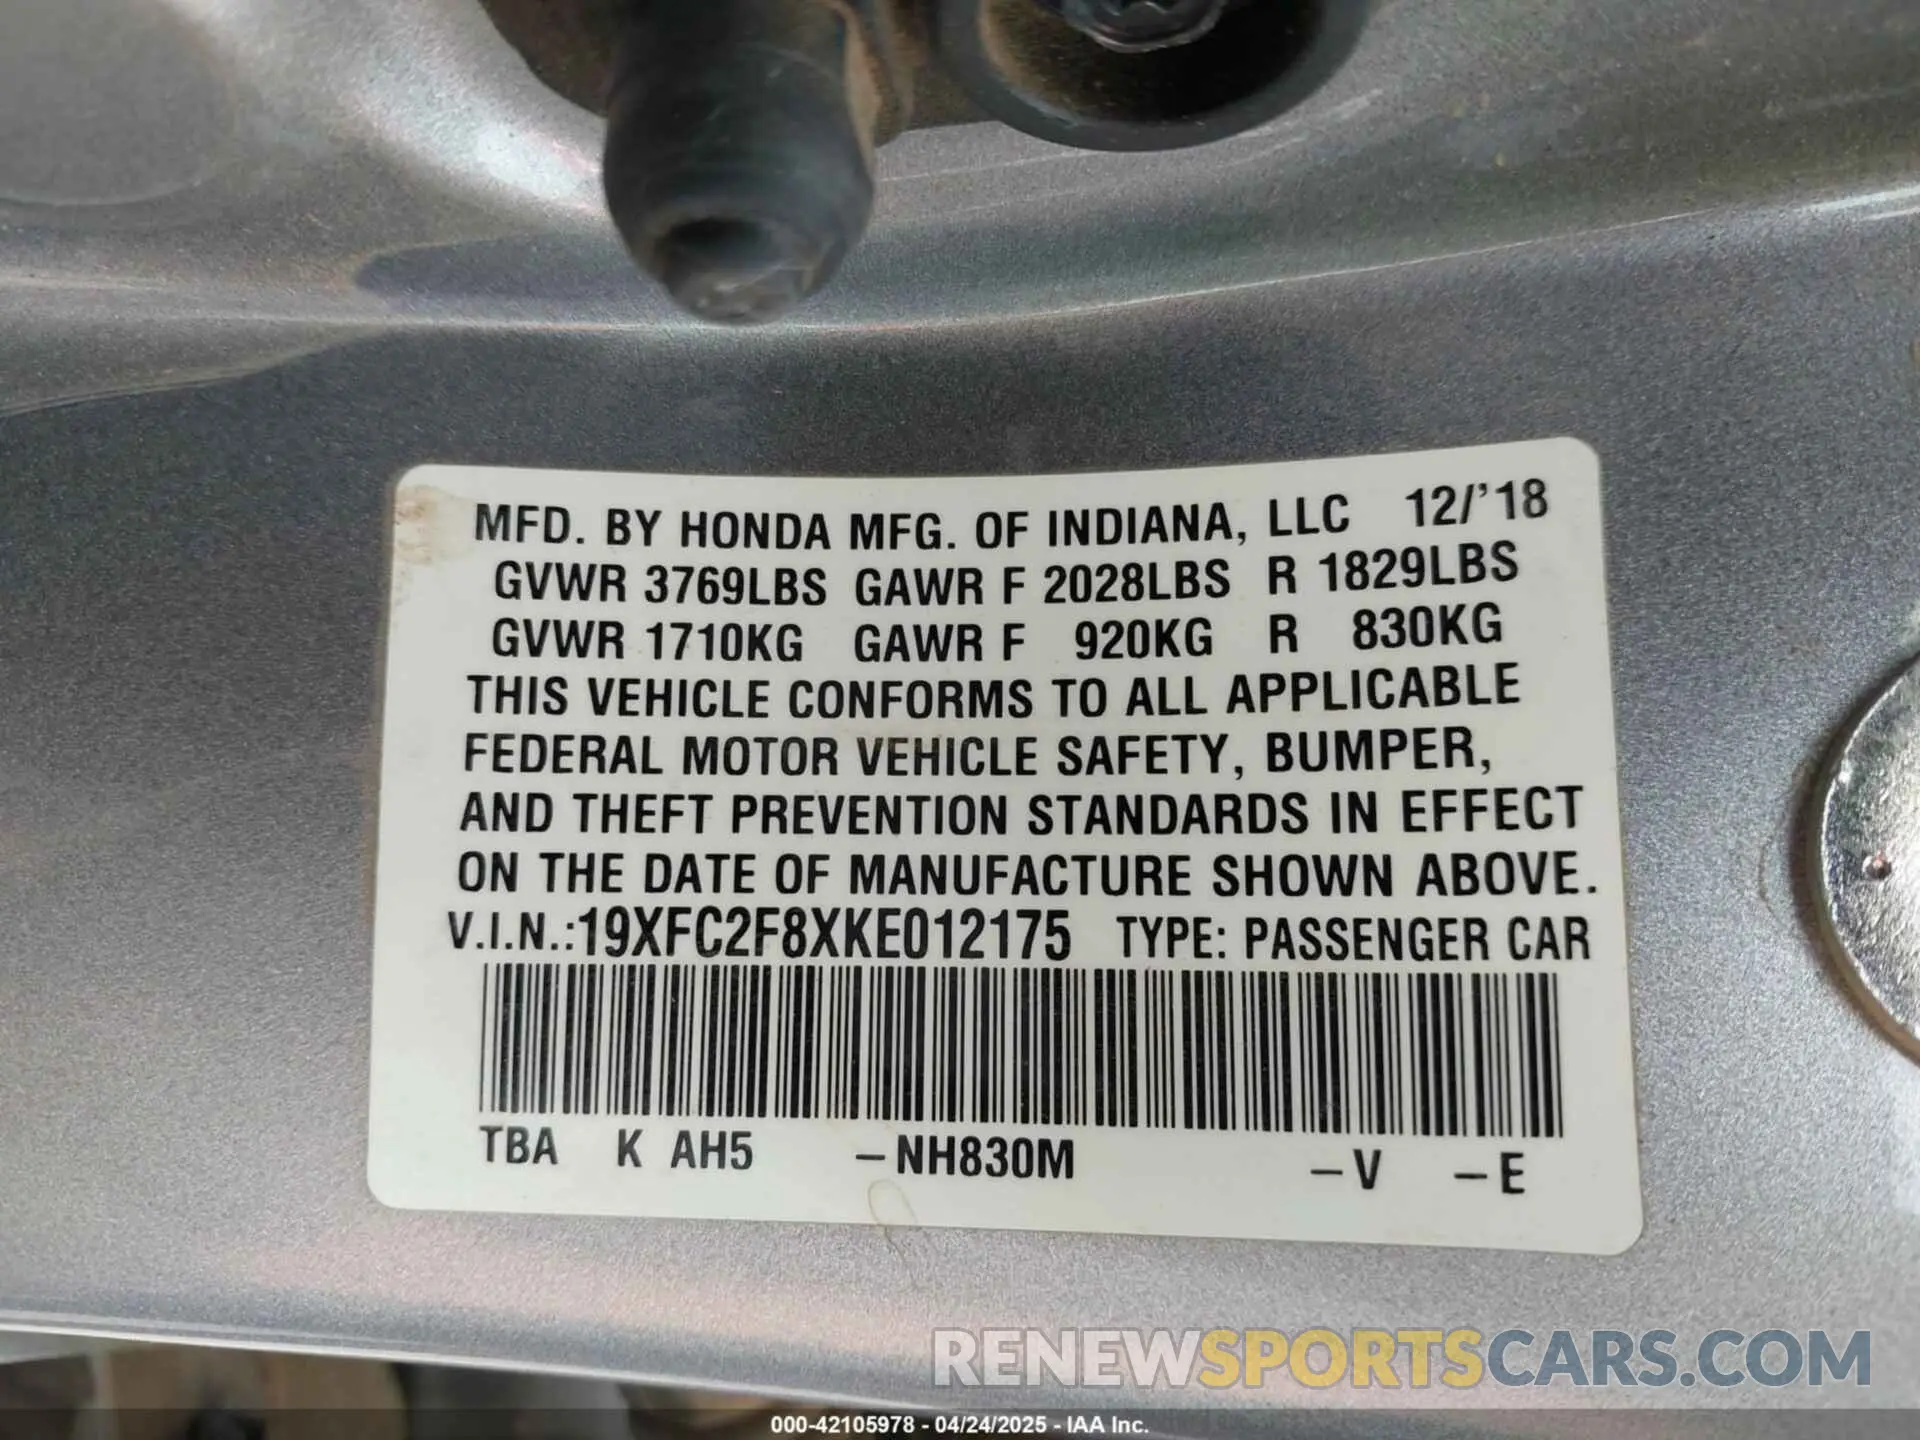 MFD. BY HONDA MFG. OF INDIANA, LLC 12/'18
GVWR 3769LBS GAWR F 2028LBS R 1829LBS
GVWR 1710KG GAWR F 920KG R 830KG
THIS VEHICLE CONFORMS TO ALL APPLICABLE
FEDERAL MOTOR VEHICLE SAFETY, BUMPER,
AND THEFT PREVENTION STANDARDS IN EFFECT
ON THE DATE OF MANUFACTURE SHOWN ABOVE.
V.I.N.:19XFC2F8XKE012175 TYPE: PASSENGER CAR
TBA K AH5 –NH830M –V –E
RENEWSPORTSCARS.COM
000-42105978 - 04/24/2025 - IAA Inc.